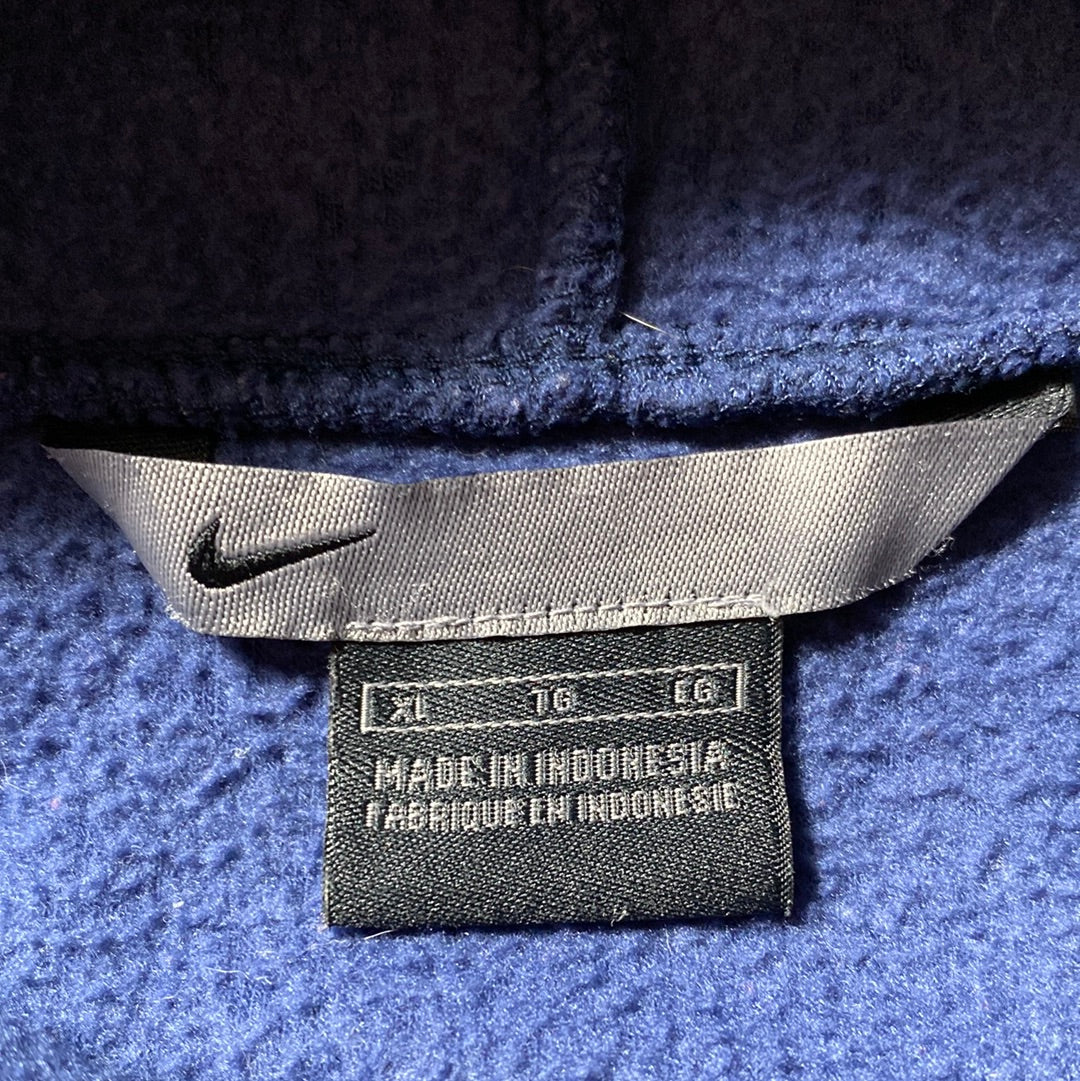 XL TG EG
MADE IN INDONESIA
FABRIQUE EN INDONESIE